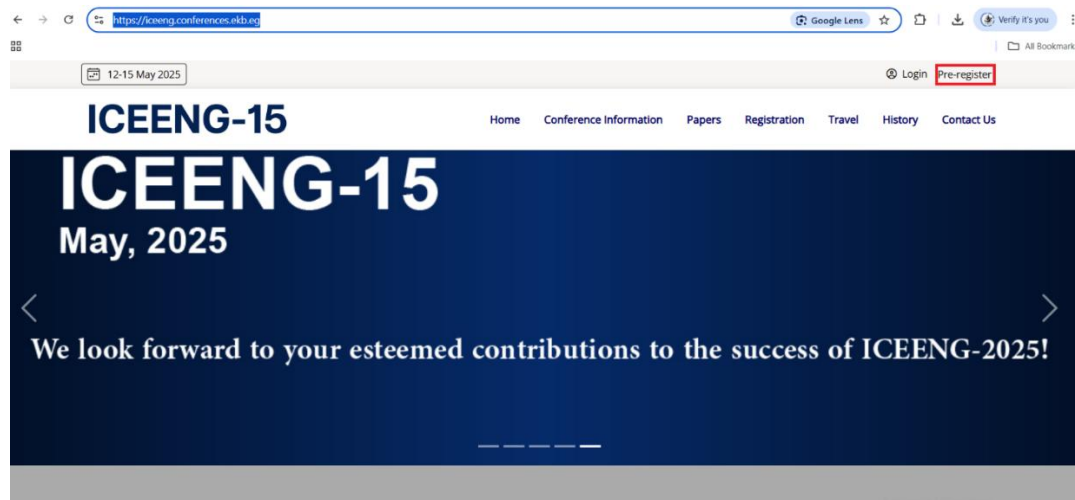 https://iceeng.conferences.ekb.eg
Google Lens
Verify it's you
All Bookmark
12-15 May 2025
Login Pre-register
ICEENG-15
Home Conference Information Papers Registration Travel History Contact Us
ICEENG-15
May, 2025
We look forward to your esteemed contributions to the success of ICEENG-2025!